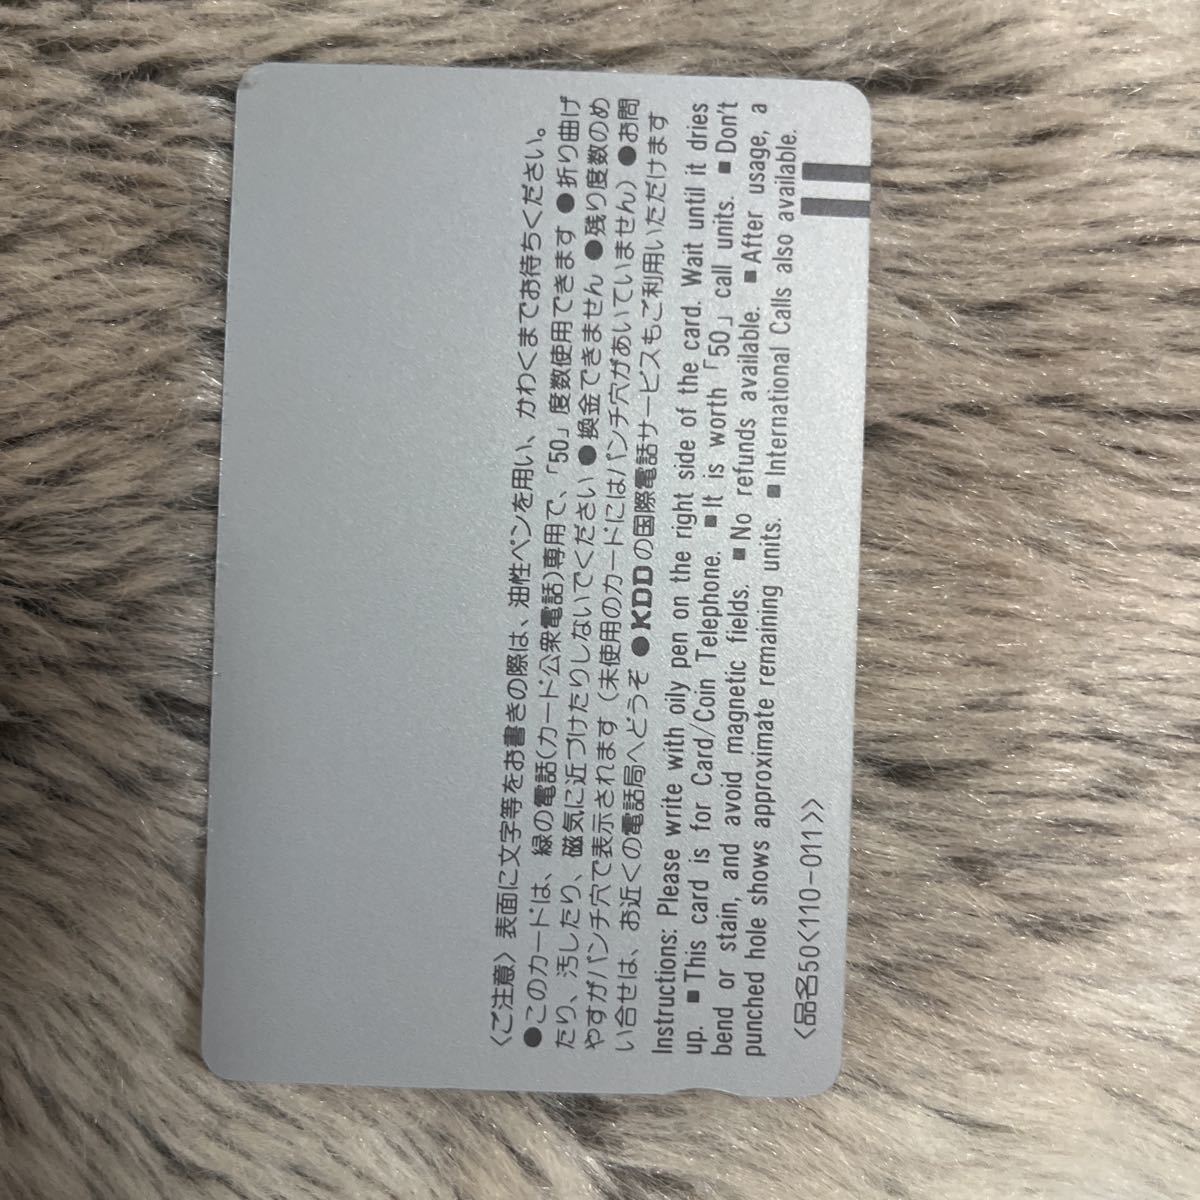 〈ご注意〉表面に文字等をお書きの際は、油性ペンを用い、かわくまでお待ちください。
●このカードは、緑の電話(カード公衆電話)専用で、「50」度数使用できます ●折り曲げ
たり、汚したり、磁気に近づけたりしないでください ●換金できません ●残り度数のめ
やすがパンチ穴で表示されます（未使用のカードにはパンチ穴があいていません）●お問
い合せは、お近くの電話局へどうぞ ●KDDの国際電話サービスもご利用いただけます
Instructions: Please write with oily pen on the right side of the card. Wait until it dries
up. ■This card is for Card/Coin Telephone. ■It is worth「50」call units. ■Don't
bend or stain, and avoid magnetic fields. ■No refunds available. ■After usage, a
punched hole shows approximate remaining units. ■International Calls also available.
〈品名50〈110-011〉〉